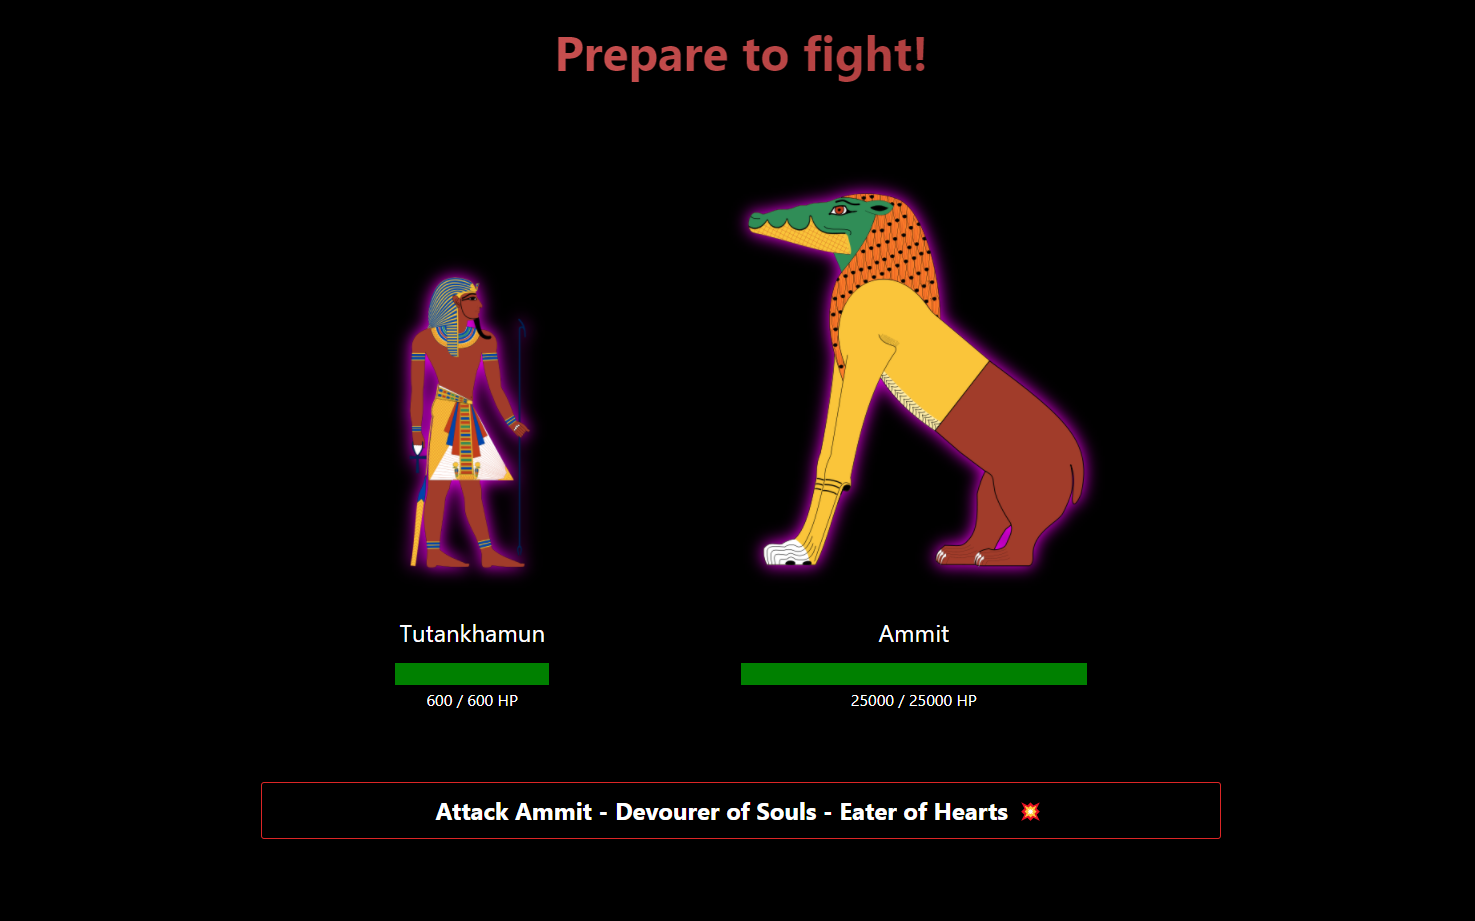 Prepare to fight!
Tutankhamun
600 / 600 HP
Ammit
25000 / 25000 HP
Attack Ammit - Devourer of Souls - Eater of Hearts 💥